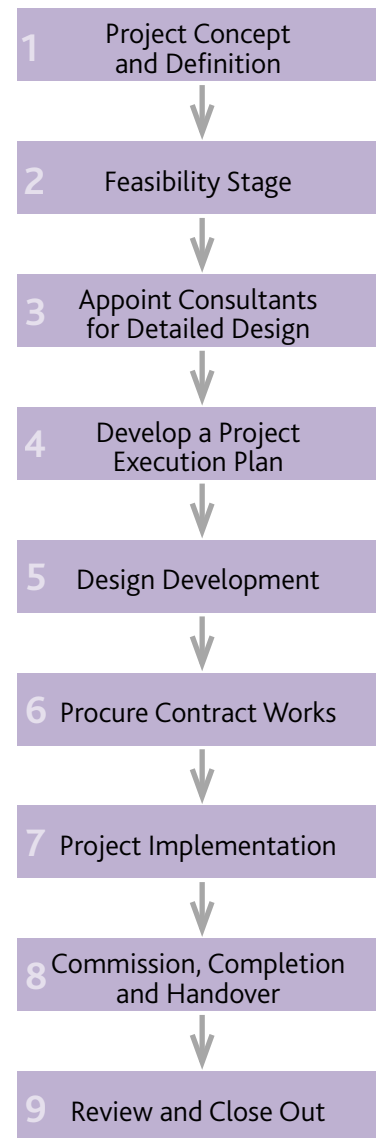 1 Project Concept
and Definition
2 Feasibility Stage
3 Appoint Consultants
for Detailed Design
4 Develop a Project
Execution Plan
5 Design Development
6 Procure Contract Works
7 Project Implementation
8 Commission, Completion
and Handover
9 Review and Close Out